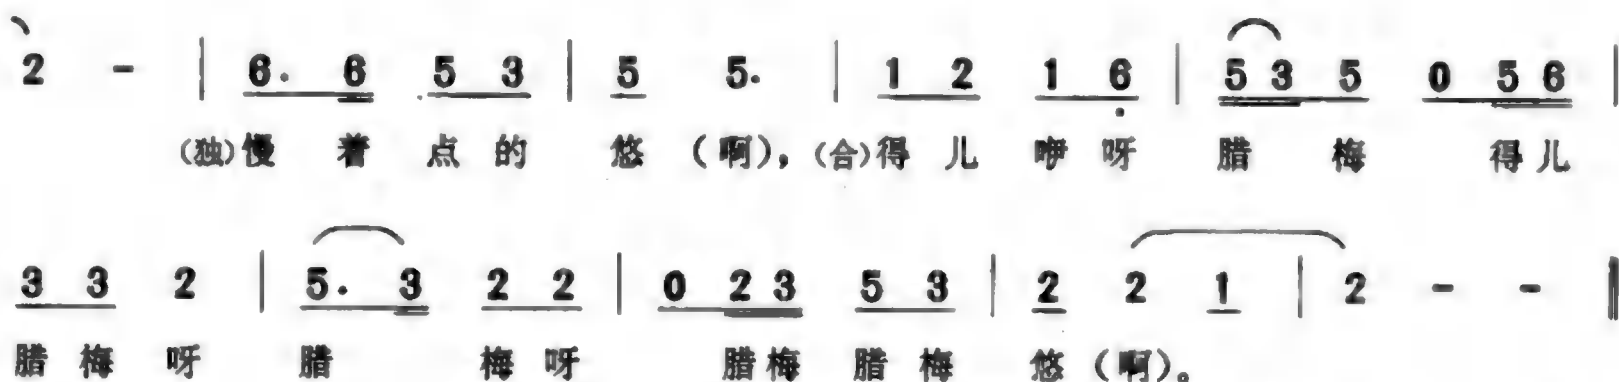 2 - | 6. 6 5 3 | 5 5. | 1 2 1 6 | 5 3 5 0 5 6 |
(独)慢 着 点 的 悠 (啊), (合)得 儿 咿 呀 腊 梅 得 儿
3 3 2 | 5. 3 2 2 | 0 2 3 5 3 | 2 2 1 | 2 - - ‖
腊 梅 呀 腊 梅 呀 腊 梅 腊 梅 悠 (啊)。